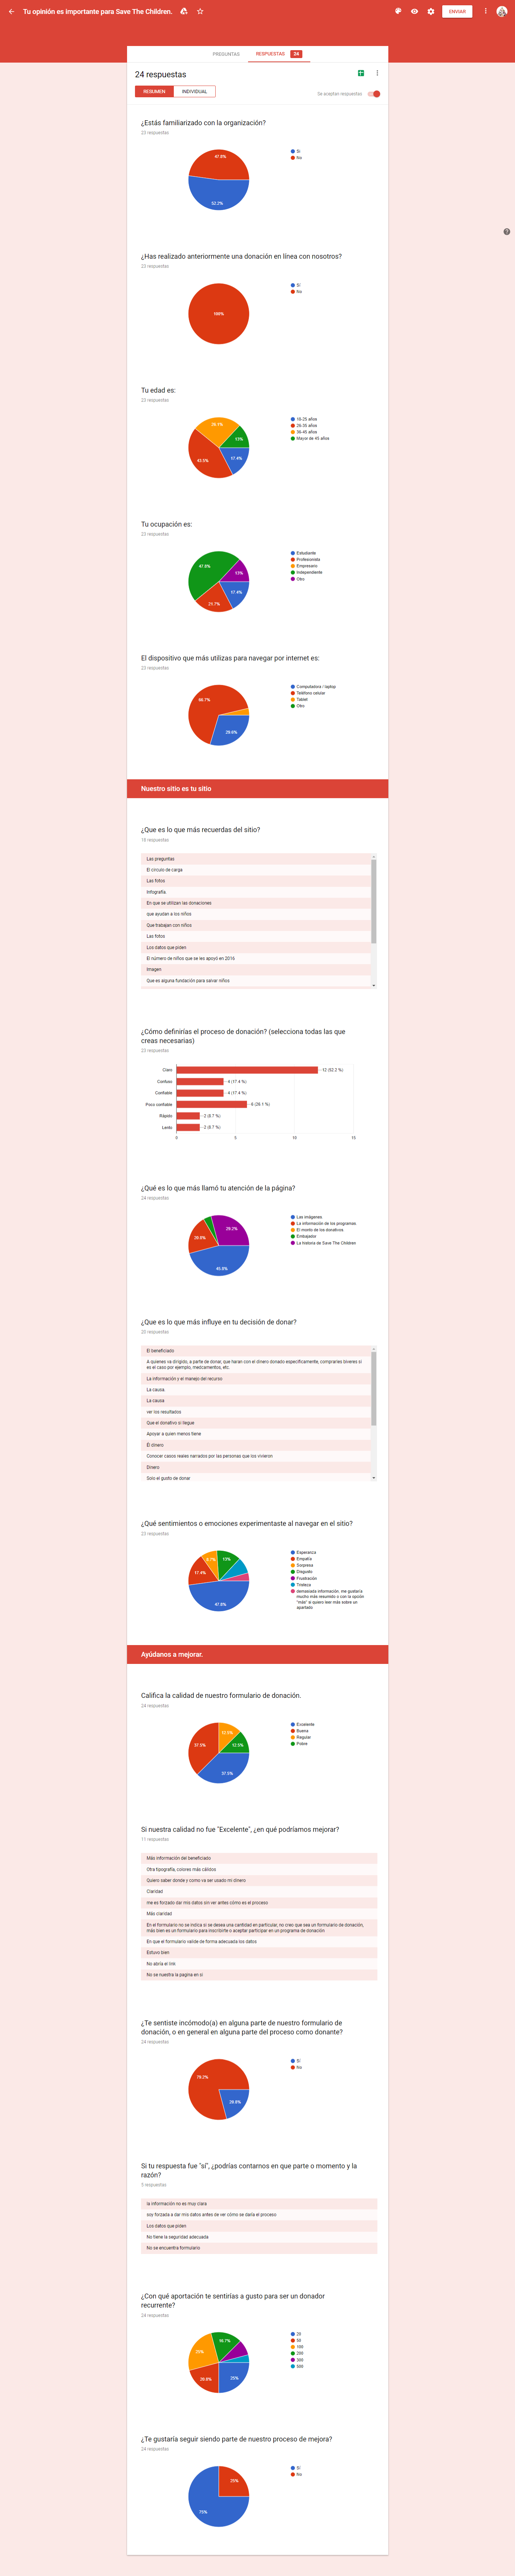 Tu opinión es importante para Save The Children.
ENVIAR
PREGUNTAS
RESPUESTAS 24
24 respuestas
RESUMEN
INDIVIDUAL
Se aceptan respuestas
¿Estás familiarizado con la organización?
23 respuestas
47.8%
52.2%
Sí
No
¿Has realizado anteriormente una donación en línea con nosotros?
23 respuestas
100%
Sí
No
Tu edad es:
23 respuestas
26.1%
13%
43.5%
17.4%
18-25 años
26-35 años
36-45 años
Mayor de 45 años
Tu ocupación es:
23 respuestas
47.8%
13%
17.4%
21.7%
Estudiante
Profesionista
Empresario
Independiente
Otro
El dispositivo que más utilizas para navegar por internet es:
23 respuestas
Computadora / laptop
Teléfono celular
Tablet
Otro
Nuestro sitio es tu sitio
¿Que es lo que más recuerdas del sitio?
18 respuestas
Las preguntas
El circulo de carga
Las fotos
Infografía.
En que se utilizan las donaciones
que ayudan a los niños
Que trabajan con niños
Las fotos
Los datos que piden
El número de niños que se les apoyó en 2016
Imagen
Que es alguna fundación para salvar niños
¿Cómo definirías el proceso de donación? (selecciona todas las que
creas necesarias)
23 respuestas
Claro
12 (52.2 %)
Confuso
4 (17.4 %)
Confiable
4 (17.4 %)
Poco confiable
6 (26.1 %)
Rápido
2 (8.7 %)
Lento
2 (8.7 %)
0
5
10
15
¿Qué es lo que más llamó tu atención de la página?
24 respuestas
29.2%
20.8%
45.8%
Las imágenes
La información de los programas
El monto de los donativos
Embajador
La historia de Save The Children
¿Que es lo que más influye en tu decisión de donar?
20 respuestas
El beneficiado
A quienes va dirigido, a parte de donar, que haran con el dinero donado especificamente, comprarles biveres si
es el caso por ejemplo, medcamentos, etc.
La información y el manejo del recurso
La causa.
La causa
ver los resultados
Que el donativo si llegue
Apoyar a quien menos tiene
El dinero
Conocer casos reales narrados por las personas que los vivieron
Dinero
Solo el gusto de donar
¿Qué sentimientos o emociones experimentaste al navegar en el sitio?
23 respuestas
17.4%
8.7%
13%
47.8%
Esperanza
Empatía
Sorpresa
Disgusto
Frustración
Tristeza
demasiada información, me gustaría
mucho más resumido o con la opción
"más" si quiero leer más sobre un
apartado
Ayúdanos a mejorar.
Califica la calidad de nuestro formulario de donación.
24 respuestas
12.5%
37.5%
12.5%
37.5%
Excelente
Buena
Regular
Pobre
Si nuestra calidad no fue "Excelente", ¿en qué podríamos mejorar?
11 respuestas
Más información del beneficiado
Otra tipografía, colores más cálidos
Quiero saber donde y como va ser usado mi dinero
Claridad
me es forzado dar mis datos sin ver antes cómo es el proceso
Más claridad
En el formulario no se indica si se desea una cantidad en particular, no creo que sea un formulario de donación,
más bien es un formulario para inscribirte o aceptar participar en un programa de donación
En que el formulario valide de forma adecuada los datos
Estuvo bien
No abría el link
No se nuestra la pagina en si
¿Te sentiste incómodo(a) en alguna parte de nuestro formulario de
donación, o en general en alguna parte del proceso como donante?
24 respuestas
79.2%
20.8%
Sí
No
Si tu respuesta fue "sí", ¿podrías contarnos en que parte o momento y la
razón?
5 respuestas
la información no es muy clara
soy forzada a dar mis datos antes de ver cómo se daría el proceso
Los datos que piden
No tiene la seguridad adecuada
No se encuentra formulario
¿Con qué aportación te sentirías a gusto para ser un donador
recurrente?
24 respuestas
16.7%
25%
20.8%
25%
20
50
100
200
300
500
¿Te gustaría seguir siendo parte de nuestro proceso de mejora?
24 respuestas
25%
75%
Sí
No